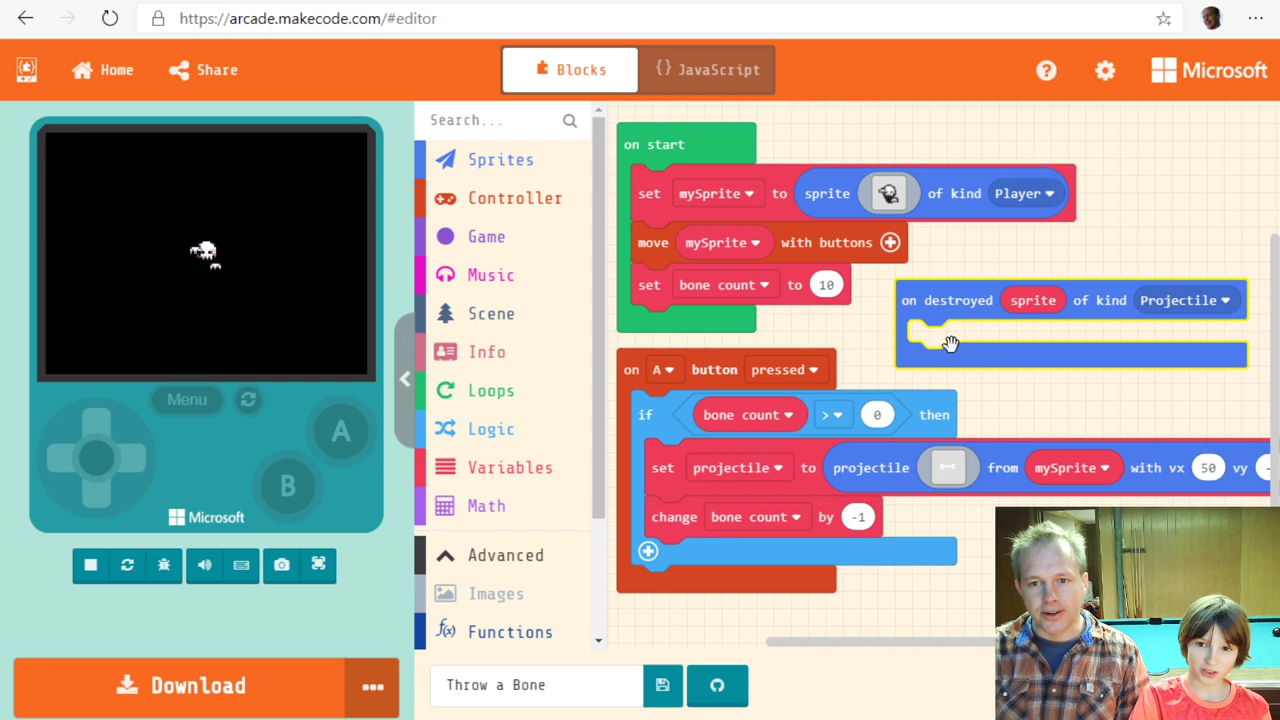 https://arcade.makecode.com/#editor
Home
Share
Blocks
{} JavaScript
?
Microsoft
Menu
A
B
Microsoft
Download
Search...
Sprites
Controller
Game
Music
Scene
Info
Loops
Logic
Variables
Math
Advanced
Images
f(x) Functions
on start
set mySprite to sprite of kind Player
move mySprite with buttons
set bone count to 10
on destroyed sprite of kind Projectile
on A button pressed
if bone count > 0 then
set projectile to projectile from mySprite with vx 50 vy -
change bone count by -1
Throw a Bone